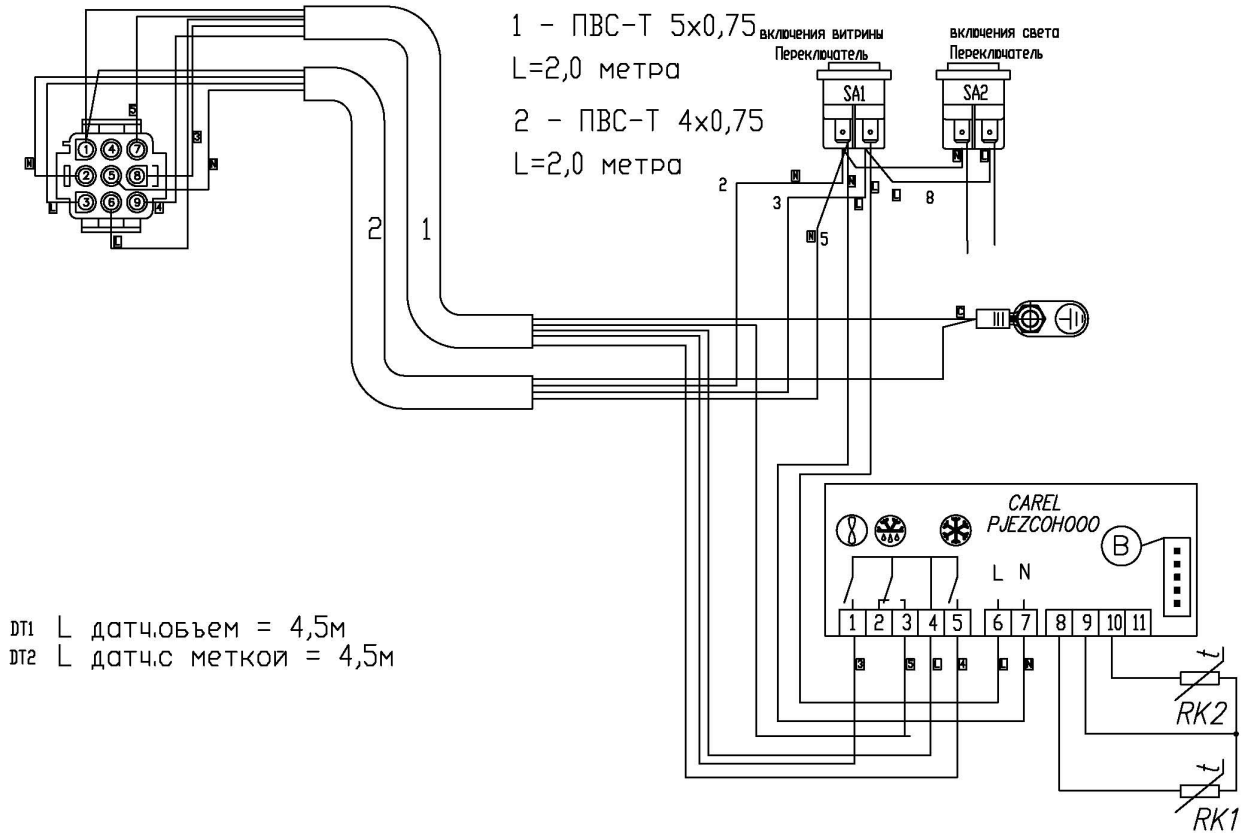 1 - ПВС-Т 5х0,75
L=2,0 метра
2 - ПВС-Т 4х0,75
L=2,0 метра
включения витрины
Переключатель
включения света
Переключатель
SA1
SA2
5
3
N
N
1 4 7
2 5 8
3 6 9
L
4
L
2
1
N
L
2
N
N
L
3
L
L
8
N
5
CAREL
PJEZCOH000
B
L N
1 2 3 4 5 6 7 8 9 10 11
3
5
L
4
L
N
t
RK2
t
RK1
DT1 L датч.объем = 4,5м
DT2 L датч.с меткой = 4,5м